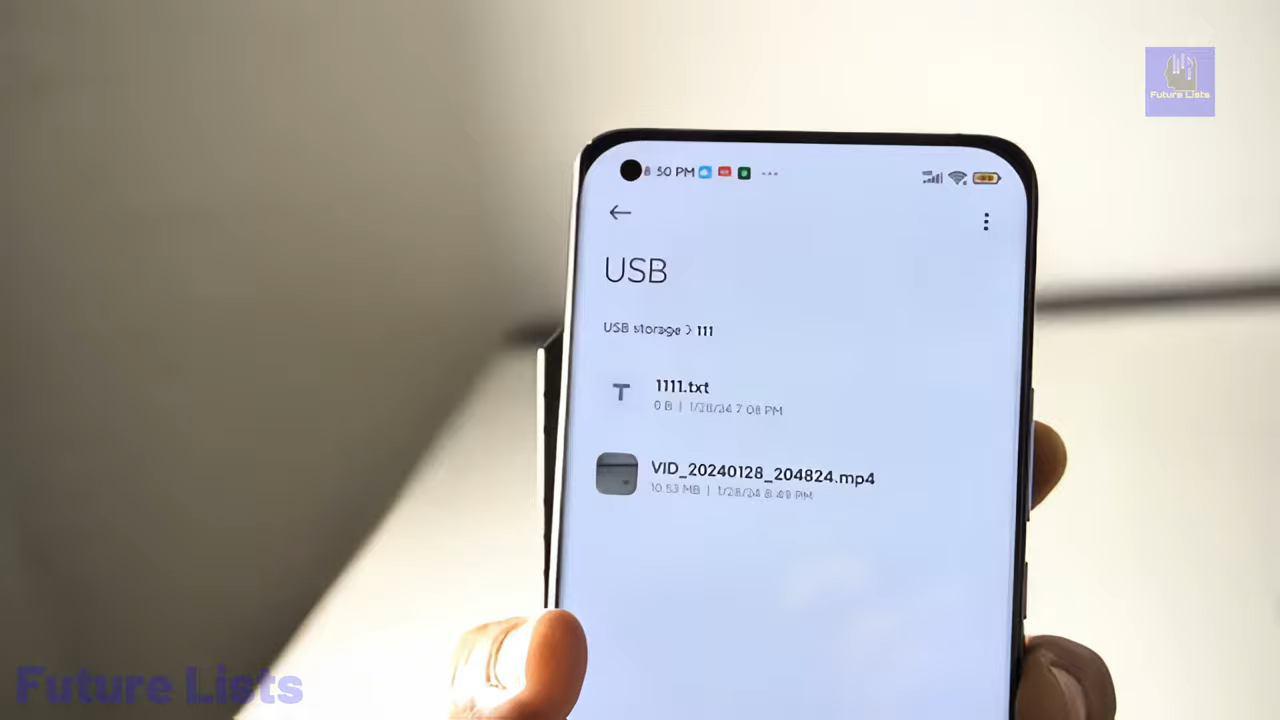 Future Lists
50 PM
USB
USB storage > 111
1111.txt
0 B | 1/28/24 7:08 PM
VID_20240128_204824.mp4
10.53 MB | 1/28/24 8:49 PM
Future Lists